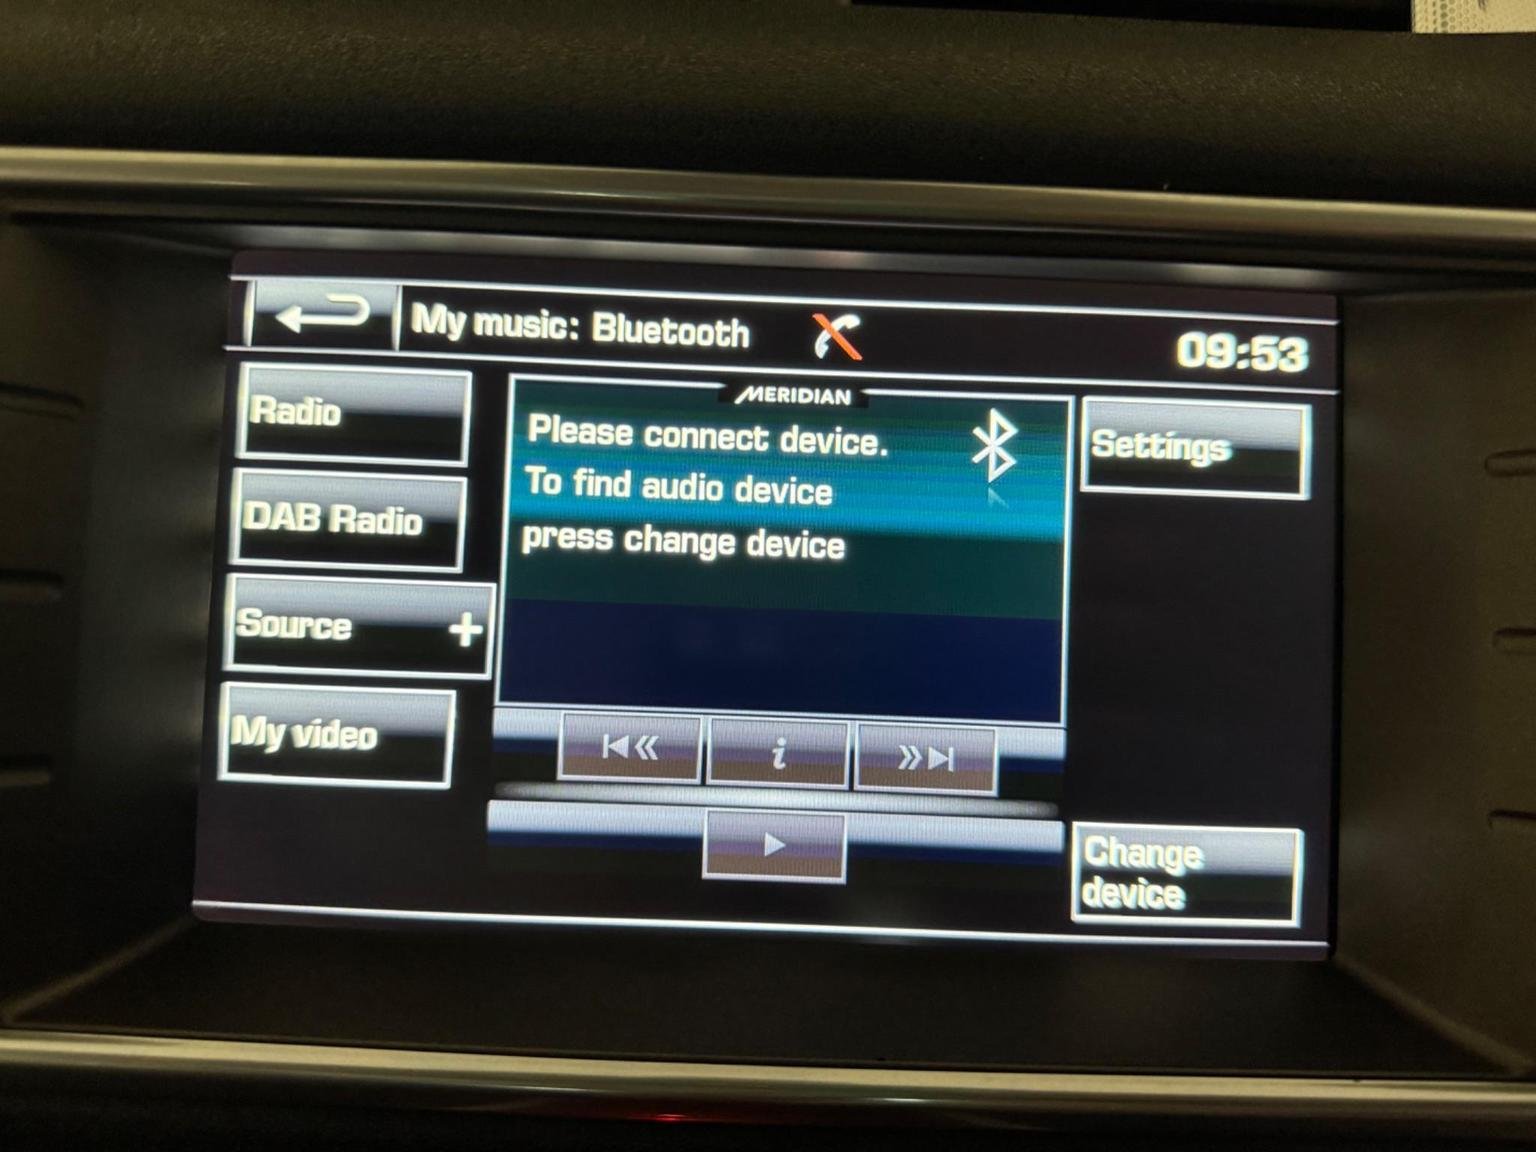 My music: Bluetooth
09:53
Radio
DAB Radio
Source +
My video
MERIDIAN
Please connect device.
To find audio device
press change device
i
Settings
Change
device